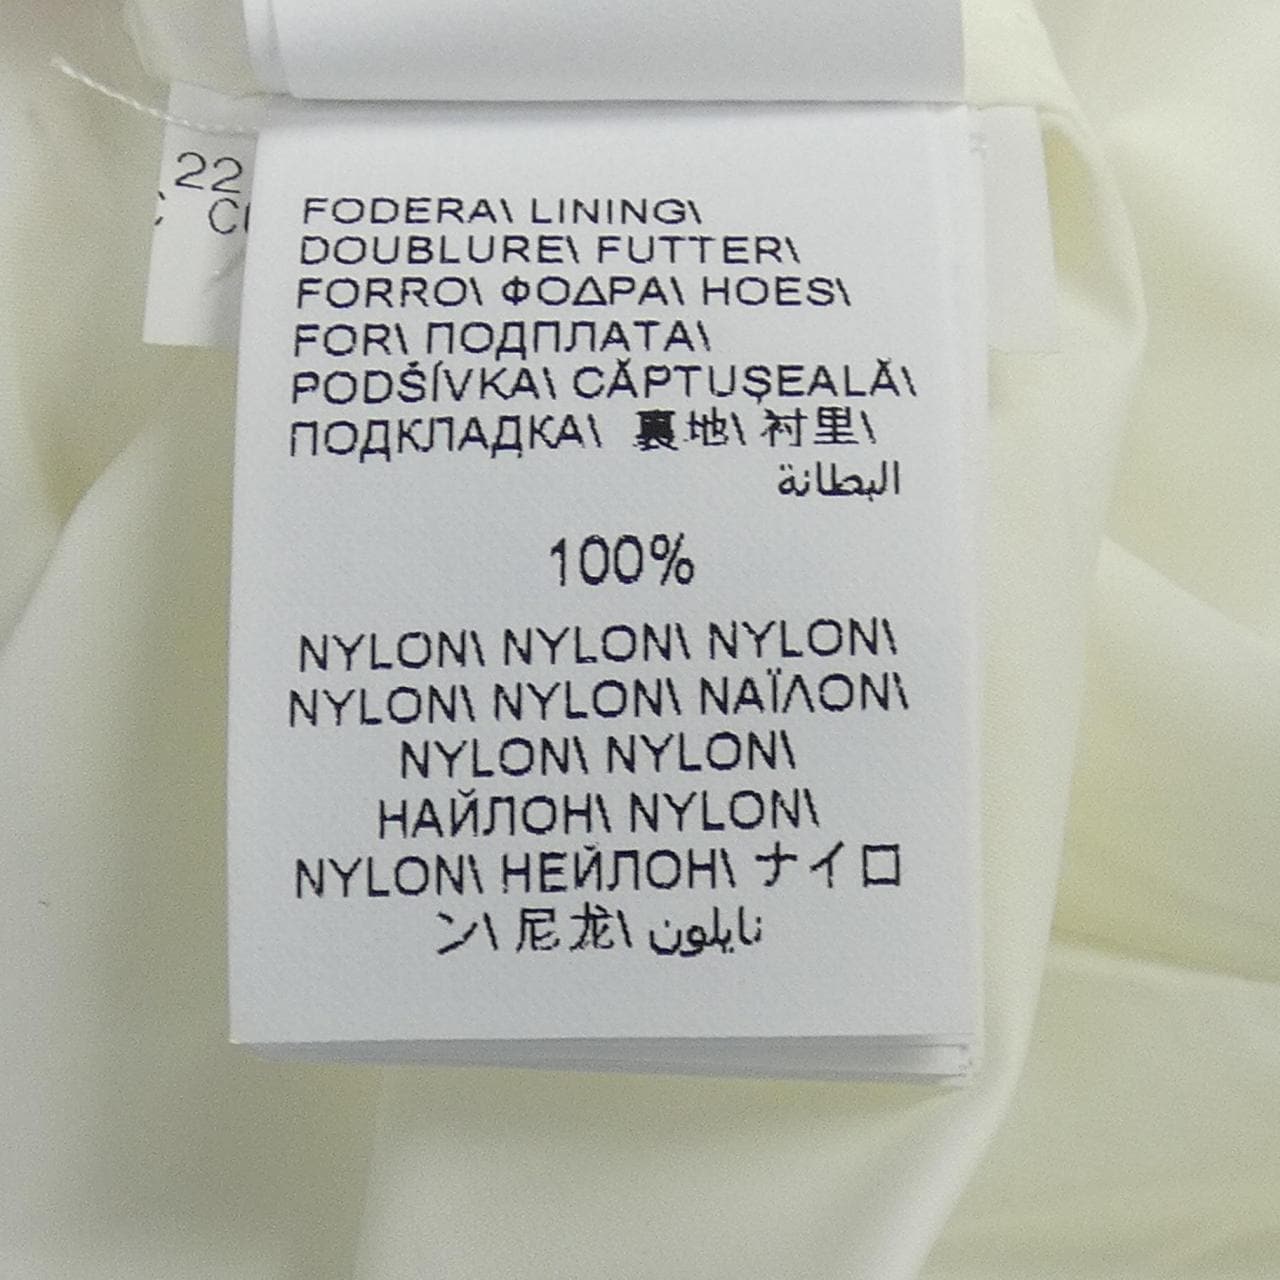 22
FODERA\ LINING\
DOUBLURE\ FUTTER\
FORRO\ ΦΟΔΡΑ\ HOES\
FOR\ ПОДПЛАТА\
PODŠÍVKA\ CĂPTUŞEALĂ\
ПОДКЛАДКА\ 裏地\ 衬里\
البطانة
100%
NYLON\ NYLON\ NYLON\
NYLON\ NYLON\ ΝΑΪΛΟΝ\
NYLON\ NYLON\
НАЙЛОН\ NYLON\
NYLON\ НЕЙЛОН\ ナイロ
ン\ 尼龙\ نايلون